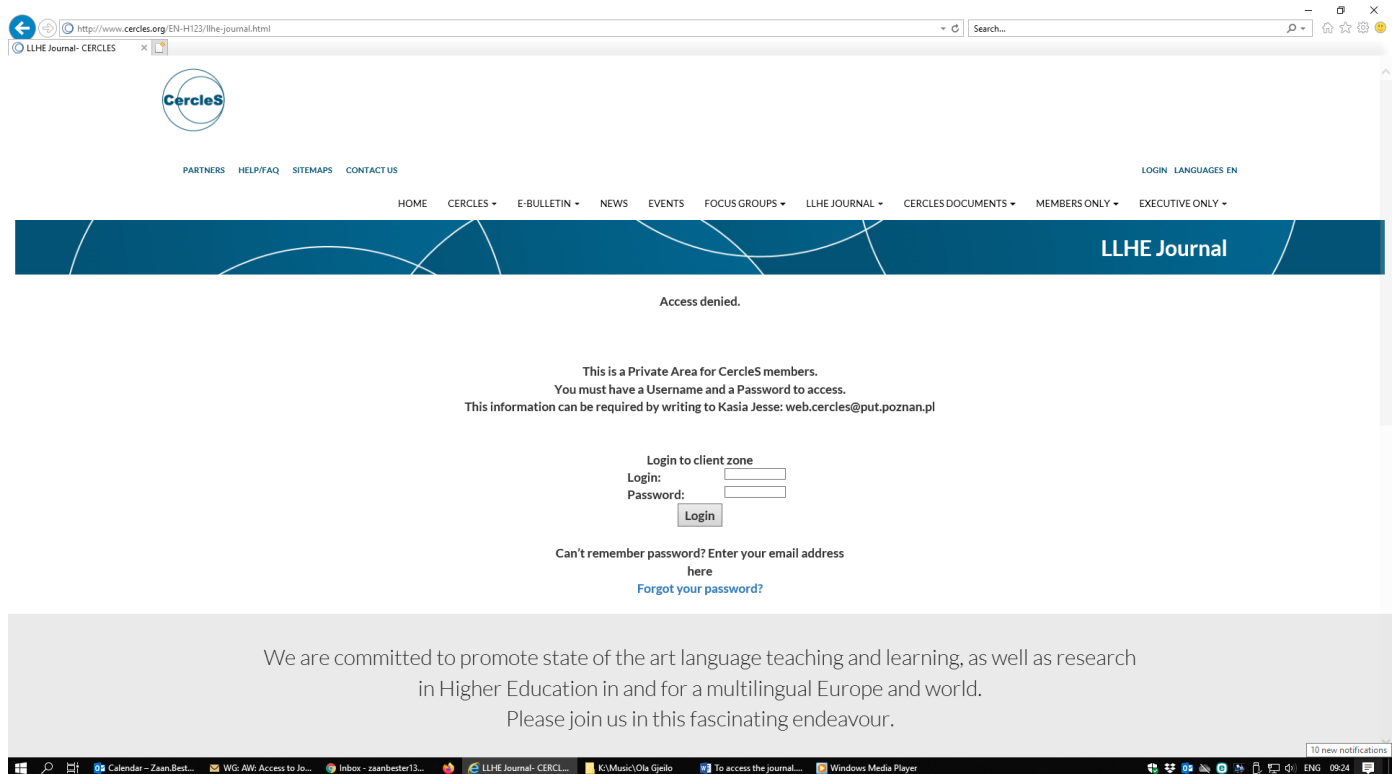 http://www.cercles.org/EN-H123/llhe-journal.html
Search...
LLHE Journal- CERCLES
CercleS
PARTNERS HELP/FAQ SITEMAPS CONTACT US
LOGIN LANGUAGES EN
HOME CERCLES E-BULLETIN NEWS EVENTS FOCUS GROUPS LLHE JOURNAL CERCLES DOCUMENTS MEMBERS ONLY EXECUTIVE ONLY
LLHE Journal
Access denied.
This is a Private Area for CercleS members.
You must have a Username and a Password to access.
This information can be required by writing to Kasia Jesse: web.cercles@put.poznan.pl
Login to client zone
Login:
Password:
Login
Can't remember password? Enter your email address
here
Forgot your password?
We are committed to promote state of the art language teaching and learning, as well as research
in Higher Education in and for a multilingual Europe and world.
Please join us in this fascinating endeavour.
10 new notifications
Calendar – Zaan.Best... WG: AW: Access to Jo... Inbox - zaanbester13... LLHE Journal- CERCL... K:\Music\Ola Gjeilo To access the journal.... Windows Media Player ENG 09:24